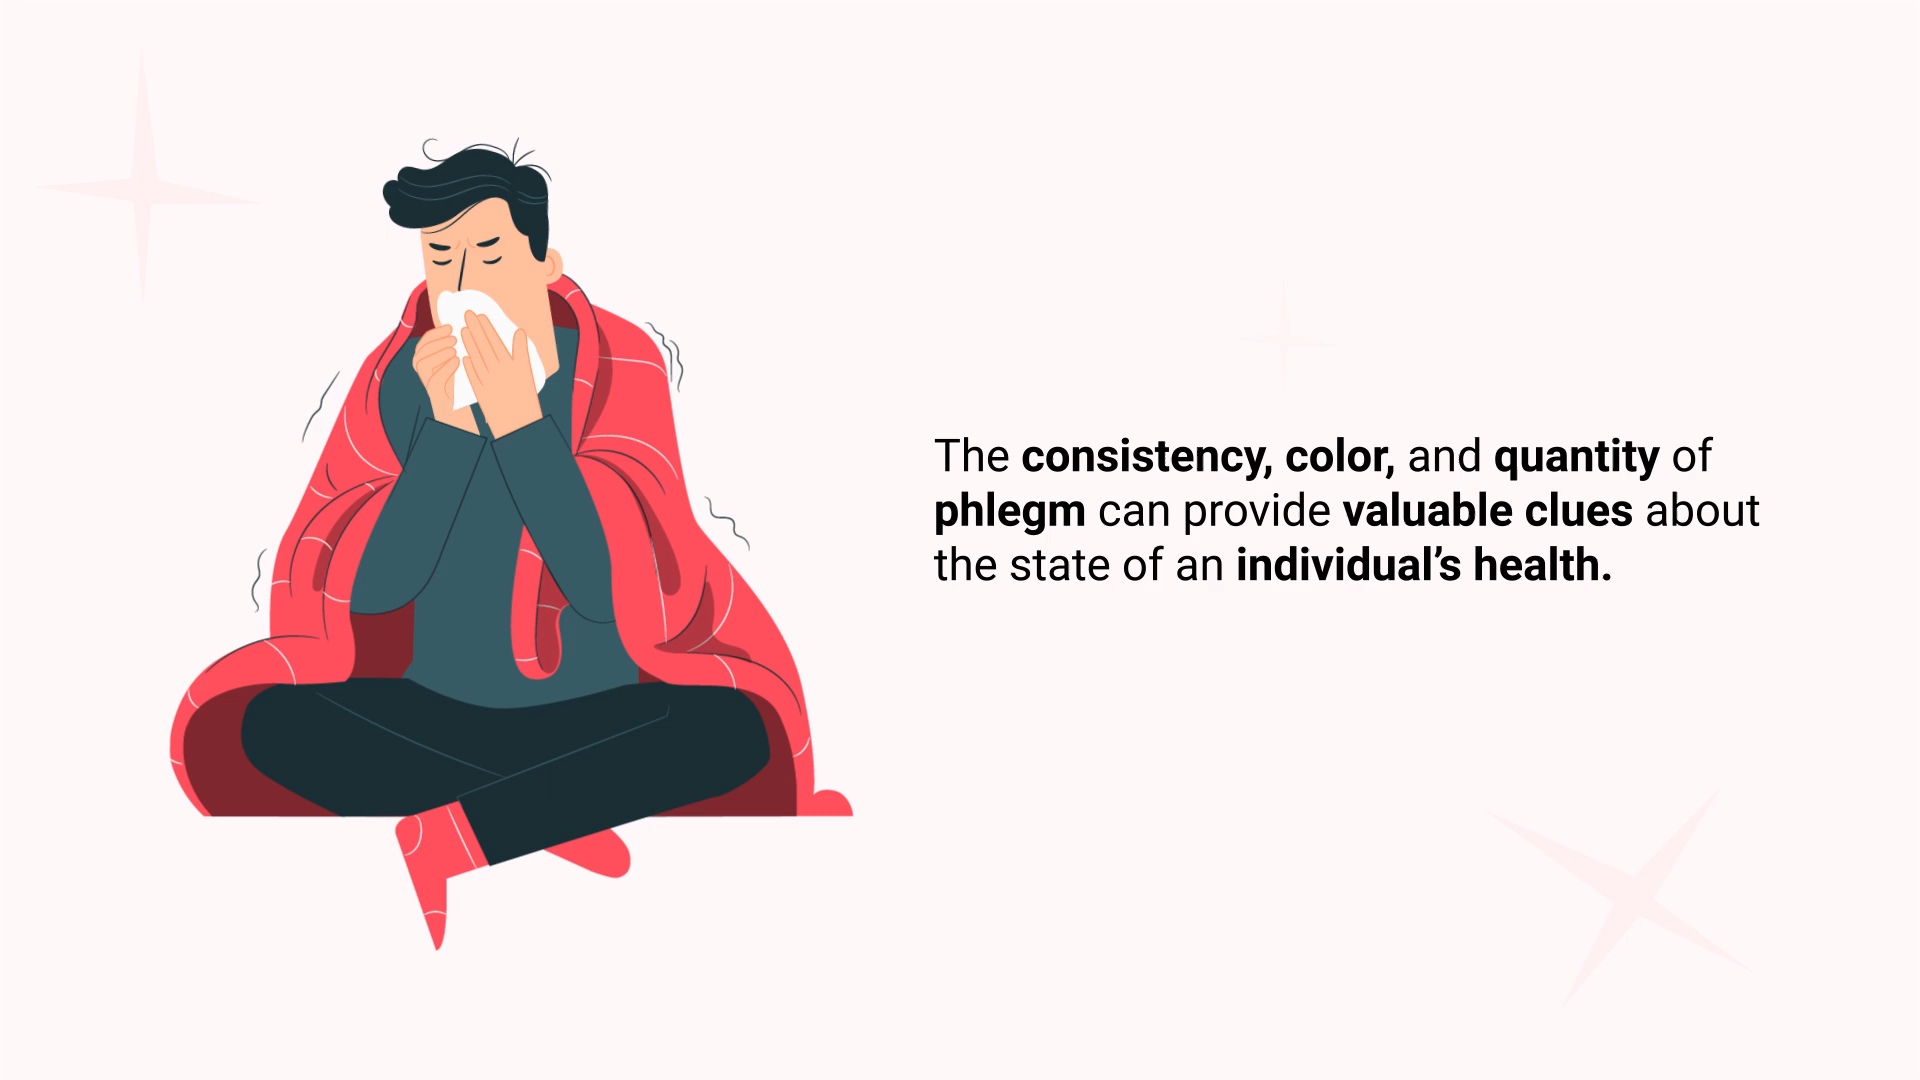 The consistency, color, and quantity of
phlegm can provide valuable clues about
the state of an individual’s health.